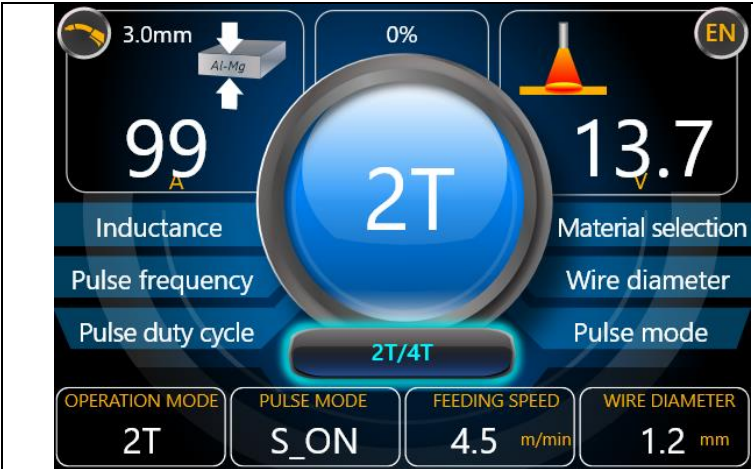 3.0mm
Al-Mg
0%
EN
99
A
13.7
V
2T
Inductance
Material selection
Pulse frequency
Wire diameter
Pulse duty cycle
Pulse mode
2T/4T
OPERATION MODE
2T
PULSE MODE
S_ON
FEEDING SPEED
4.5 m/min
WIRE DIAMETER
1.2 mm